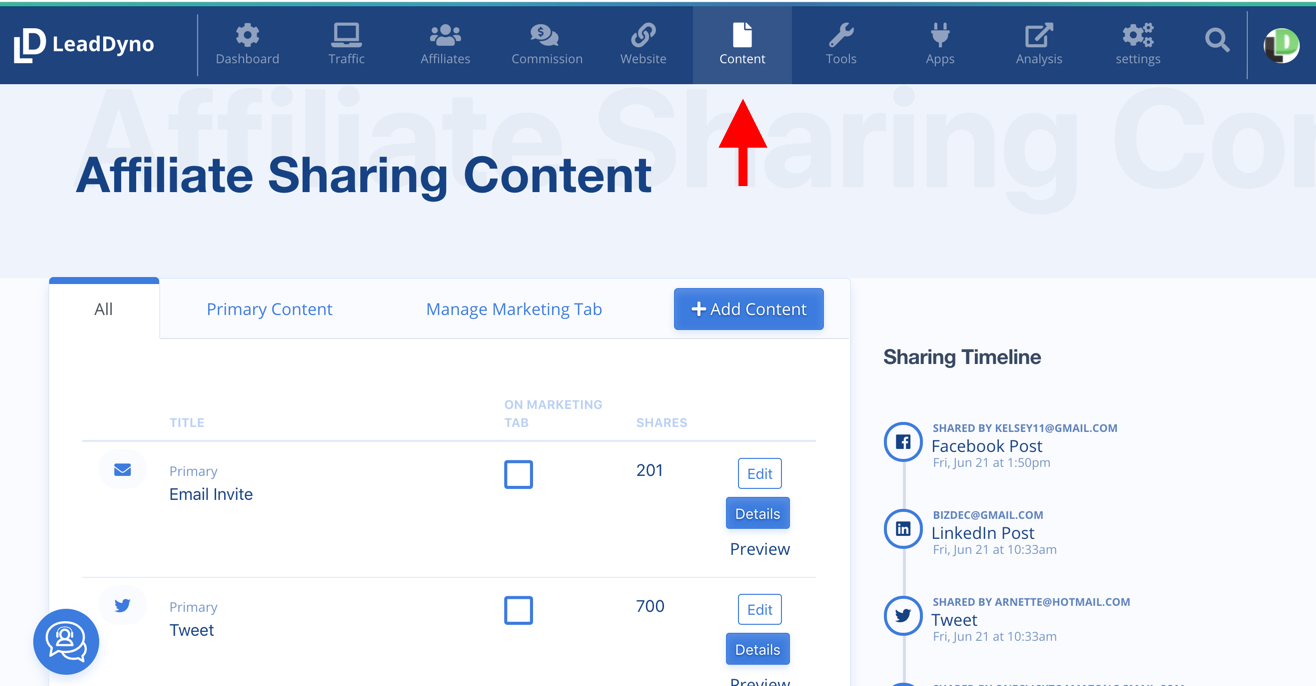 LeadDyno
Dashboard
Traffic
Affiliates
Commission
Website
Content
Tools
Apps
Analysis
settings
Affiliate Sharing Con
Affiliate Sharing Content
All
Primary Content
Manage Marketing Tab
+ Add Content
TITLE
ON MARKETING
TAB
SHARES
Primary
Email Invite
201
Edit
Details
Preview
Primary
Tweet
700
Edit
Details
Preview
Sharing Timeline
SHARED BY KELSEY11@GMAIL.COM
Facebook Post
Fri, Jun 21 at 1:50pm
BIZDEC@GMAIL.COM
LinkedIn Post
Fri, Jun 21 at 10:33am
SHARED BY ARNETTE@HOTMAIL.COM
Tweet
Fri, Jun 21 at 10:33am